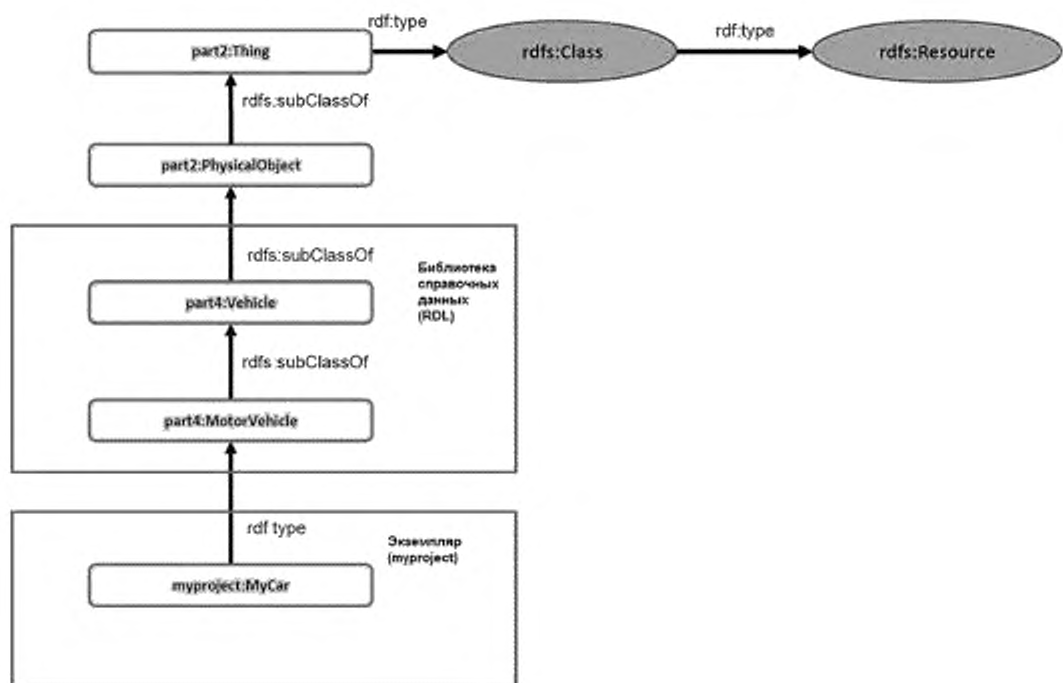 rdf:type
rdf:type
part2:Thing
rdfs:Class
rdfs:Resource
rdfs:subClassOf
part2:PhysicalObject
rdfs:subClassOf
Библиотека
справочных
данных
(RDL)
part4:Vehicle
rdfs:subClassOf
part4:MotorVehicle
rdf type
Экземпляр
(myproject)
myproject:MyCar